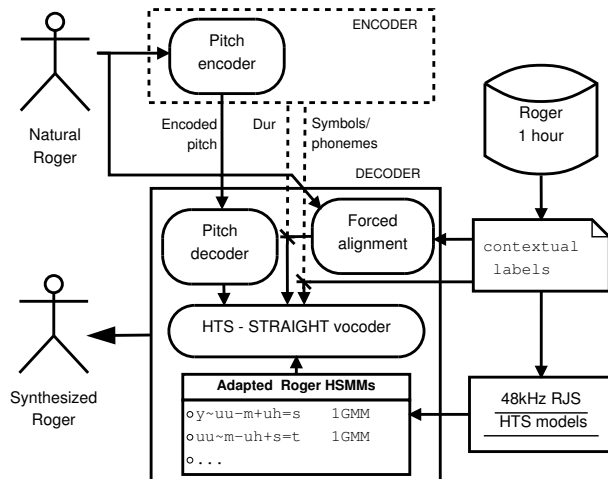 ENCODER
Pitch
encoder
Natural
Roger
Encoded
pitch
Dur
Symbols/
phonemes
Roger
1 hour
DECODER
Pitch
decoder
Forced
alignment
contextual
labels
HTS - STRAIGHT vocoder
Synthesized
Roger
Adapted Roger HSMMs
y~uu-m+uh=s 1GMM
uu~m-uh+s=t 1GMM
...
48kHz RJS
HTS models